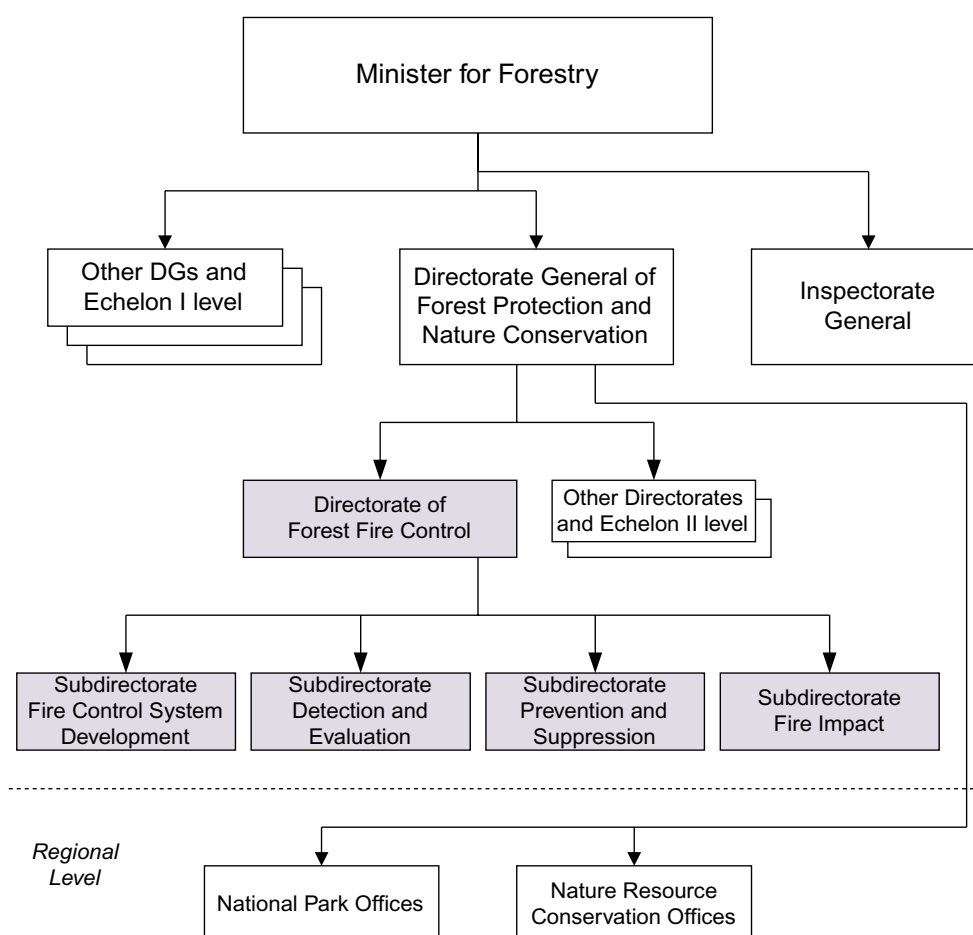 Minister for Forestry
Other DGs and
Echelon I level
Directorate General of
Forest Protection and
Nature Conservation
Inspectorate
General
Directorate of
Forest Fire Control
Other Directorates
and Echelon II level
Subdirectorate
Fire Control System
Development
Subdirectorate
Detection and
Evaluation
Subdirectorate
Prevention and
Suppression
Subdirectorate
Fire Impact
Regional
Level
National Park Offices
Nature Resource
Conservation Offices